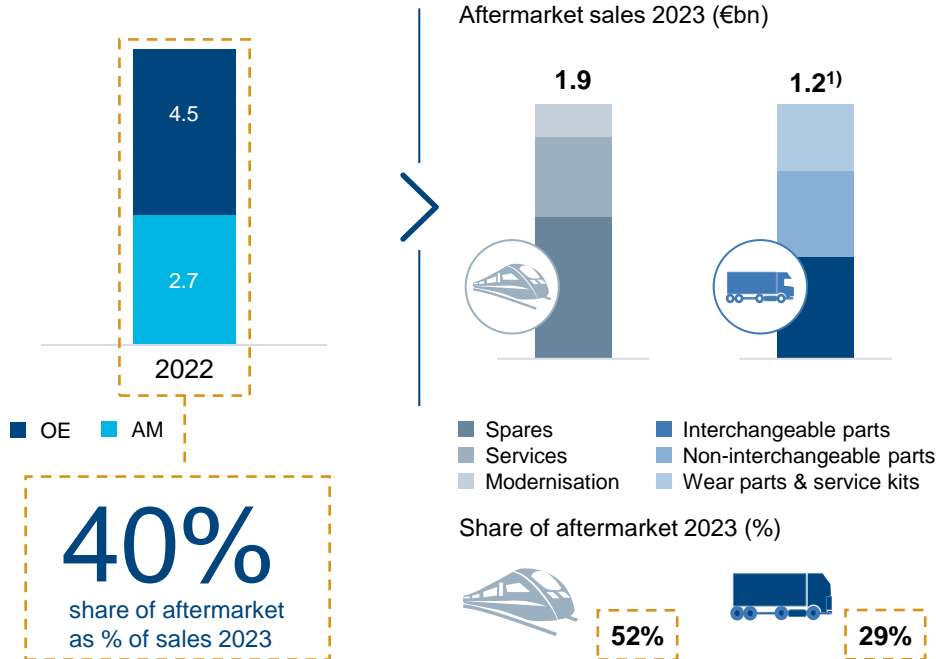 4.5
2.7
2022
OE AM
40%
share of aftermarket
as % of sales 2023
Aftermarket sales 2023 (€bn)
1.9
1.2¹⁾
Spares
Services
Modernisation
Interchangeable parts
Non-interchangeable parts
Wear parts & service kits
Share of aftermarket 2023 (%)
52%
29%